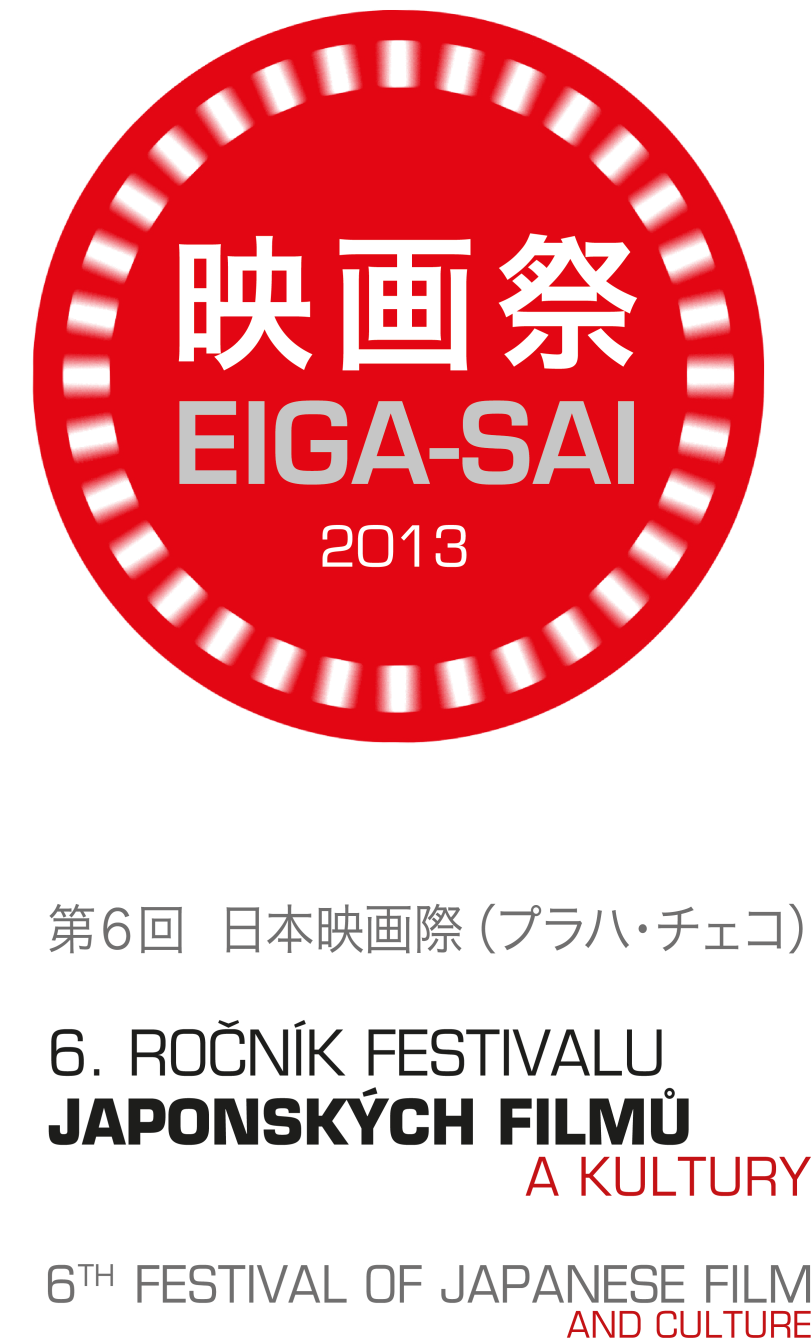 映画祭
EIGA-SAI
2013
第6回 日本映画際（プラハ・チェコ）
6. ROČNÍK FESTIVALU
JAPONSKÝCH FILMŮ
A KULTURY
6TH FESTIVAL OF JAPANESE FILM
AND CULTURE